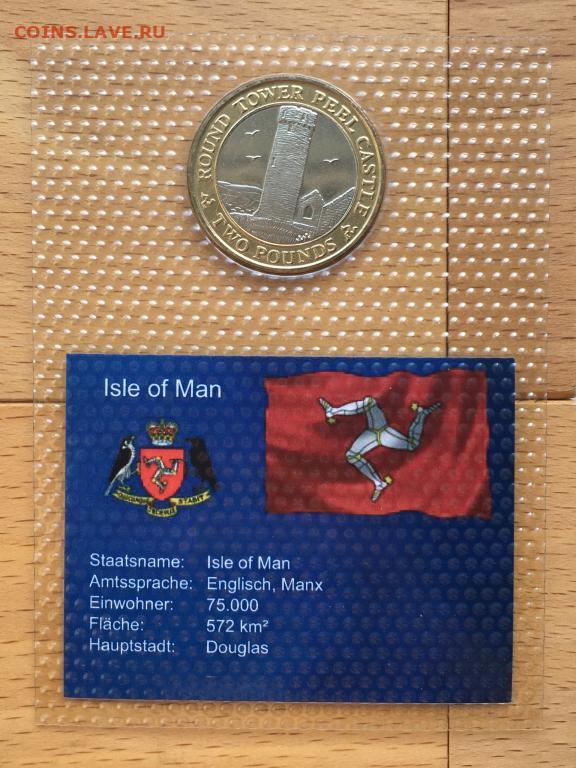 COINS.LAVE.RU
ROUND TOWER PEEL CASTLE
TWO POUNDS
Isle of Man
STABIT
Staatsname: Isle of Man
Amtssprache: Englisch, Manx
Einwohner: 75.000
Fläche: 572 km²
Hauptstadt: Douglas